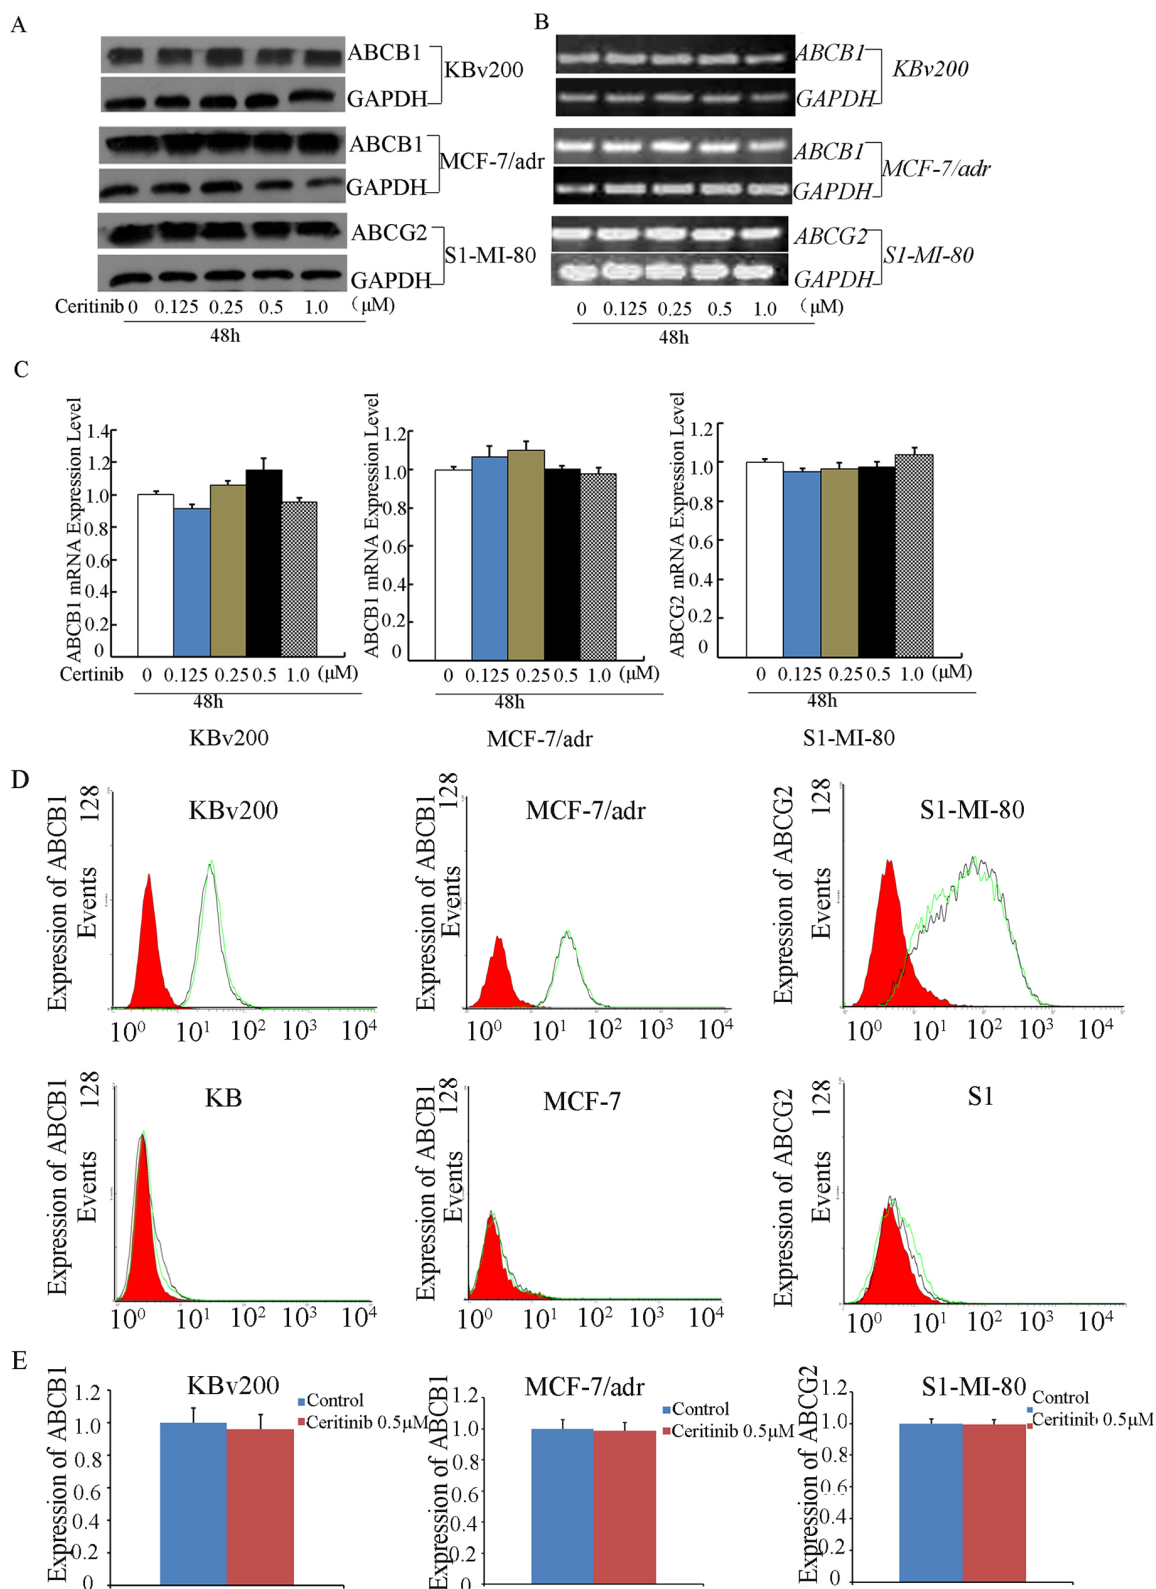 A
ABCB1
GAPDH
KBv200
ABCB1
GAPDH
MCF-7/adr
ABCG2
GAPDH
S1-MI-80
Ceritinib 0 0.125 0.25 0.5 1.0 (μM)
48h
B
ABCB1
GAPDH
KBv200
ABCB1
GAPDH
MCF-7/adr
ABCG2
GAPDH
S1-MI-80
0 0.125 0.25 0.5 1.0 (μM)
48h
C
ABCB1 mRNA Expression Level
1.4
1.2
1.0
0.8
0.6
0.4
0.2
0
Certinib 0 0.125 0.25 0.5 1.0 (μM)
48h
KBv200
ABCB1 mRNA Expression Level
1.2
1.0
0.8
0.6
0.4
0.2
0
0 0.125 0.25 0.5 1.0 (μM)
48h
MCF-7/adr
ABCG2 mRNA Expression Level
1.2
1.0
0.8
0.6
0.4
0.2
0
0 0.125 0.25 0.5 1.0 (μM)
48h
S1-MI-80
D
Expression of ABCB1
Events 128
KBv200
10⁰ 10¹ 10² 10³ 10⁴
Expression of ABCB1
Events 128
MCF-7/adr
10⁰ 10¹ 10² 10³ 10⁴
Expression of ABCG2
Events 128
S1-MI-80
10⁰ 10¹ 10² 10³ 10⁴
Expression of ABCB1
Events 128
KB
10⁰ 10¹ 10² 10³ 10⁴
Expression of ABCB1
Events 128
MCF-7
10⁰ 10¹ 10² 10³ 10⁴
Expression of ABCG2
Events 128
S1
10⁰ 10¹ 10² 10³ 10⁴
E
Expression of ABCB1
1.2
1.0
0.8
0.6
0.4
0.2
0
KBv200
Control
Ceritinib 0.5μM
Expression of ABCB1
1.2
1.0
0.8
0.6
0.4
0.2
0
MCF-7/adr
Control
Ceritinib 0.5μM
Expression of ABCG2
1.2
1.0
0.8
0.6
0.4
0.2
0
S1-MI-80
Control
Ceritinib 0.5μM